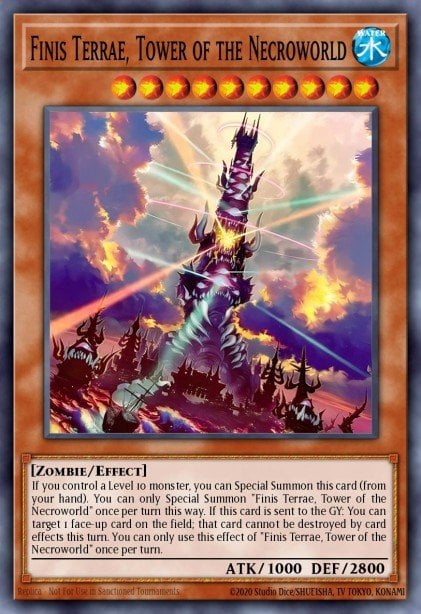 FINIS TERRAE, TOWER OF THE NECROWORLD
WATER
水
[ZOMBIE/EFFECT]
If you control a Level 10 monster, you can Special Summon this card (from
your hand). You can only Special Summon "Finis Terrae, Tower of the
Necroworld" once per turn this way. If this card is sent to the GY: You can
target 1 face-up card on the field; that card cannot be destroyed by card
effects this turn. You can only use this effect of "Finis Terrae, Tower of the
Necroworld" once per turn.
ATK/1000 DEF/2800
Replica - Not For Use in Sanctioned Tournaments
©2020 Studio Dice/SHUEISHA, TV TOKYO, KONAMI